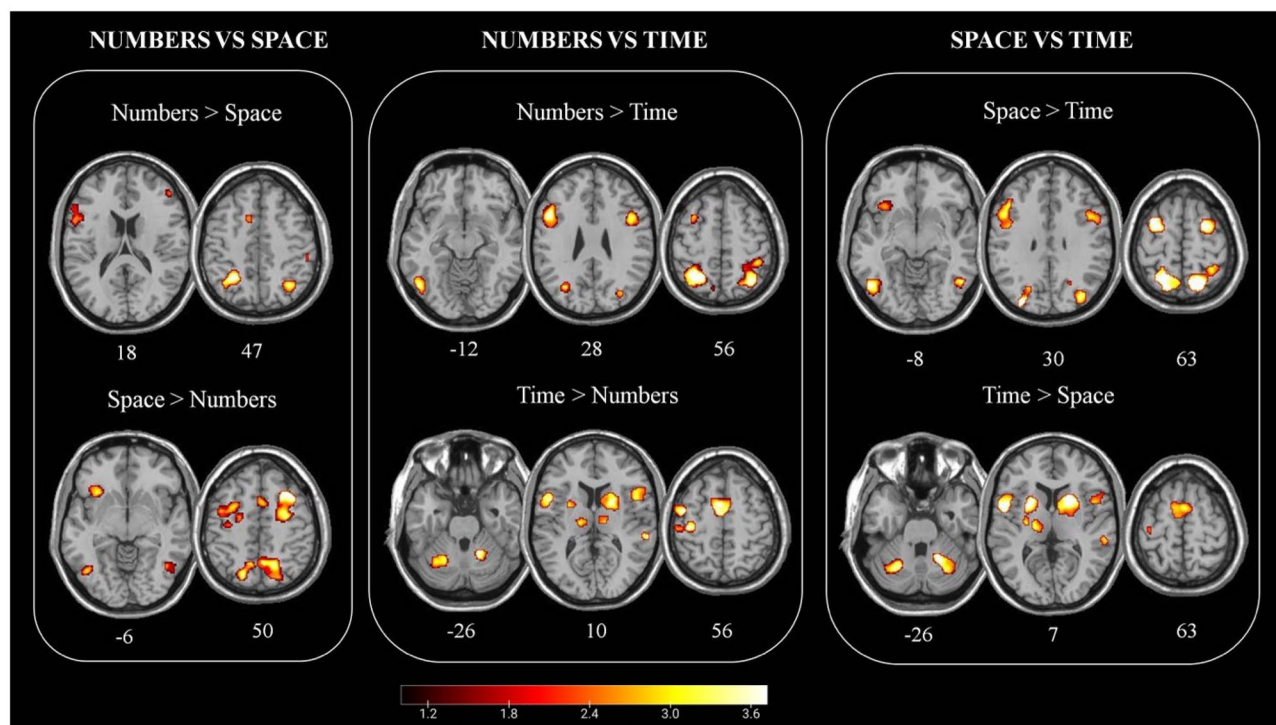 NUMBERS VS SPACE
NUMBERS VS TIME
SPACE VS TIME
Numbers > Space
Numbers > Time
Space > Time
18
47
-12
28
56
-8
30
63
Space > Numbers
Time > Numbers
Time > Space
-6
50
-26
10
56
-26
7
63
1.2
1.8
2.4
3.0
3.6